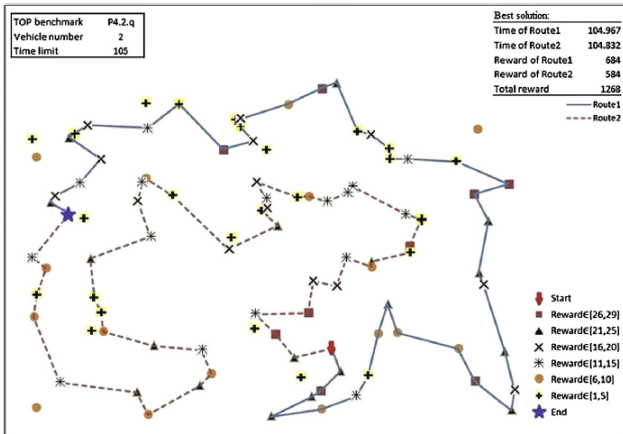 TOP benchmark P4.2.q
Vehicle number 2
Time limit 105
Best solution:
Time of Route1 104.967
Time of Route2 104.832
Reward of Route1 684
Reward of Route2 584
Total reward 1268
Route1
Route2
Start
Reward∈[26,29]
Reward∈[21,25]
Reward∈[16,20]
Reward∈[11,15]
Reward∈[6,10]
Reward∈[1,5]
End